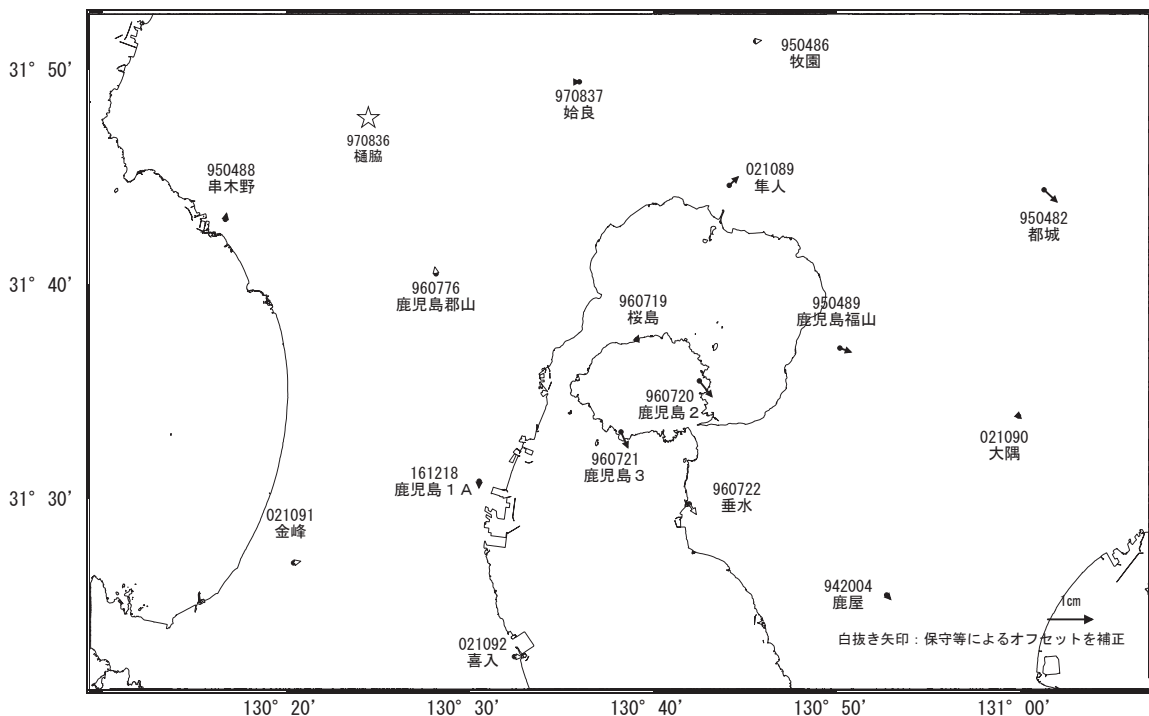 950486
牧園
31° 50′
970837
姶良
970836
樋脇
950488
串木野
021089
隼人
950482
都城
31° 40′
960776
鹿児島郡山
960719
桜島
950489
鹿児島福山
960720
鹿児島２
021090
大隅
960721
鹿児島３
161218
鹿児島１Ａ
31° 30′
960722
垂水
021091
金峰
942004
鹿屋
1cm
白抜き矢印：保守等によるオフセットを補正
021092
喜入
130° 20′
130° 30′
130° 40′
130° 50′
131° 00′